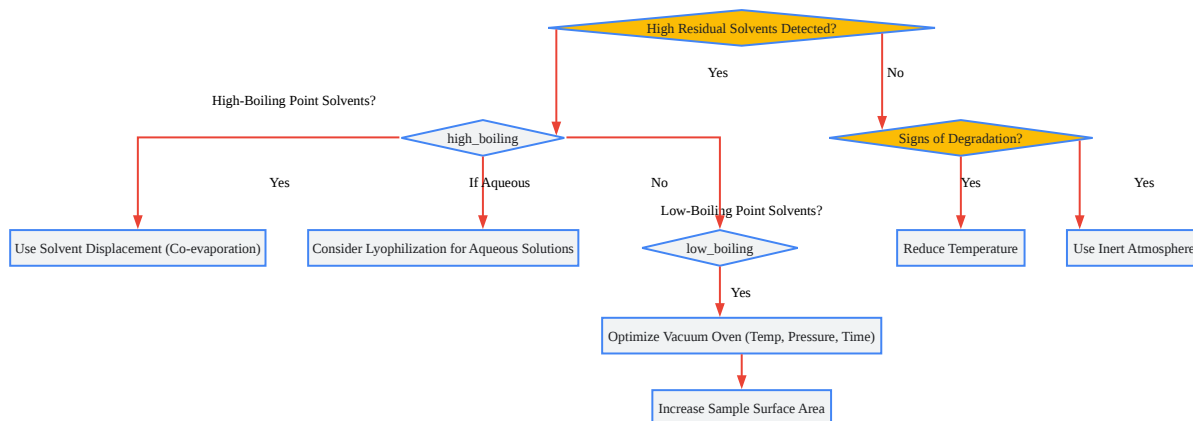 High Residual Solvents Detected?
Yes
No
High-Boiling Point Solvents?
high_boiling
Signs of Degradation?
Yes
If Aqueous
No
Yes
Yes
Low-Boiling Point Solvents?
Use Solvent Displacement (Co-evaporation)
Consider Lyophilization for Aqueous Solutions
low_boiling
Reduce Temperature
Use Inert Atmosphere
Yes
Optimize Vacuum Oven (Temp, Pressure, Time)
Increase Sample Surface Area